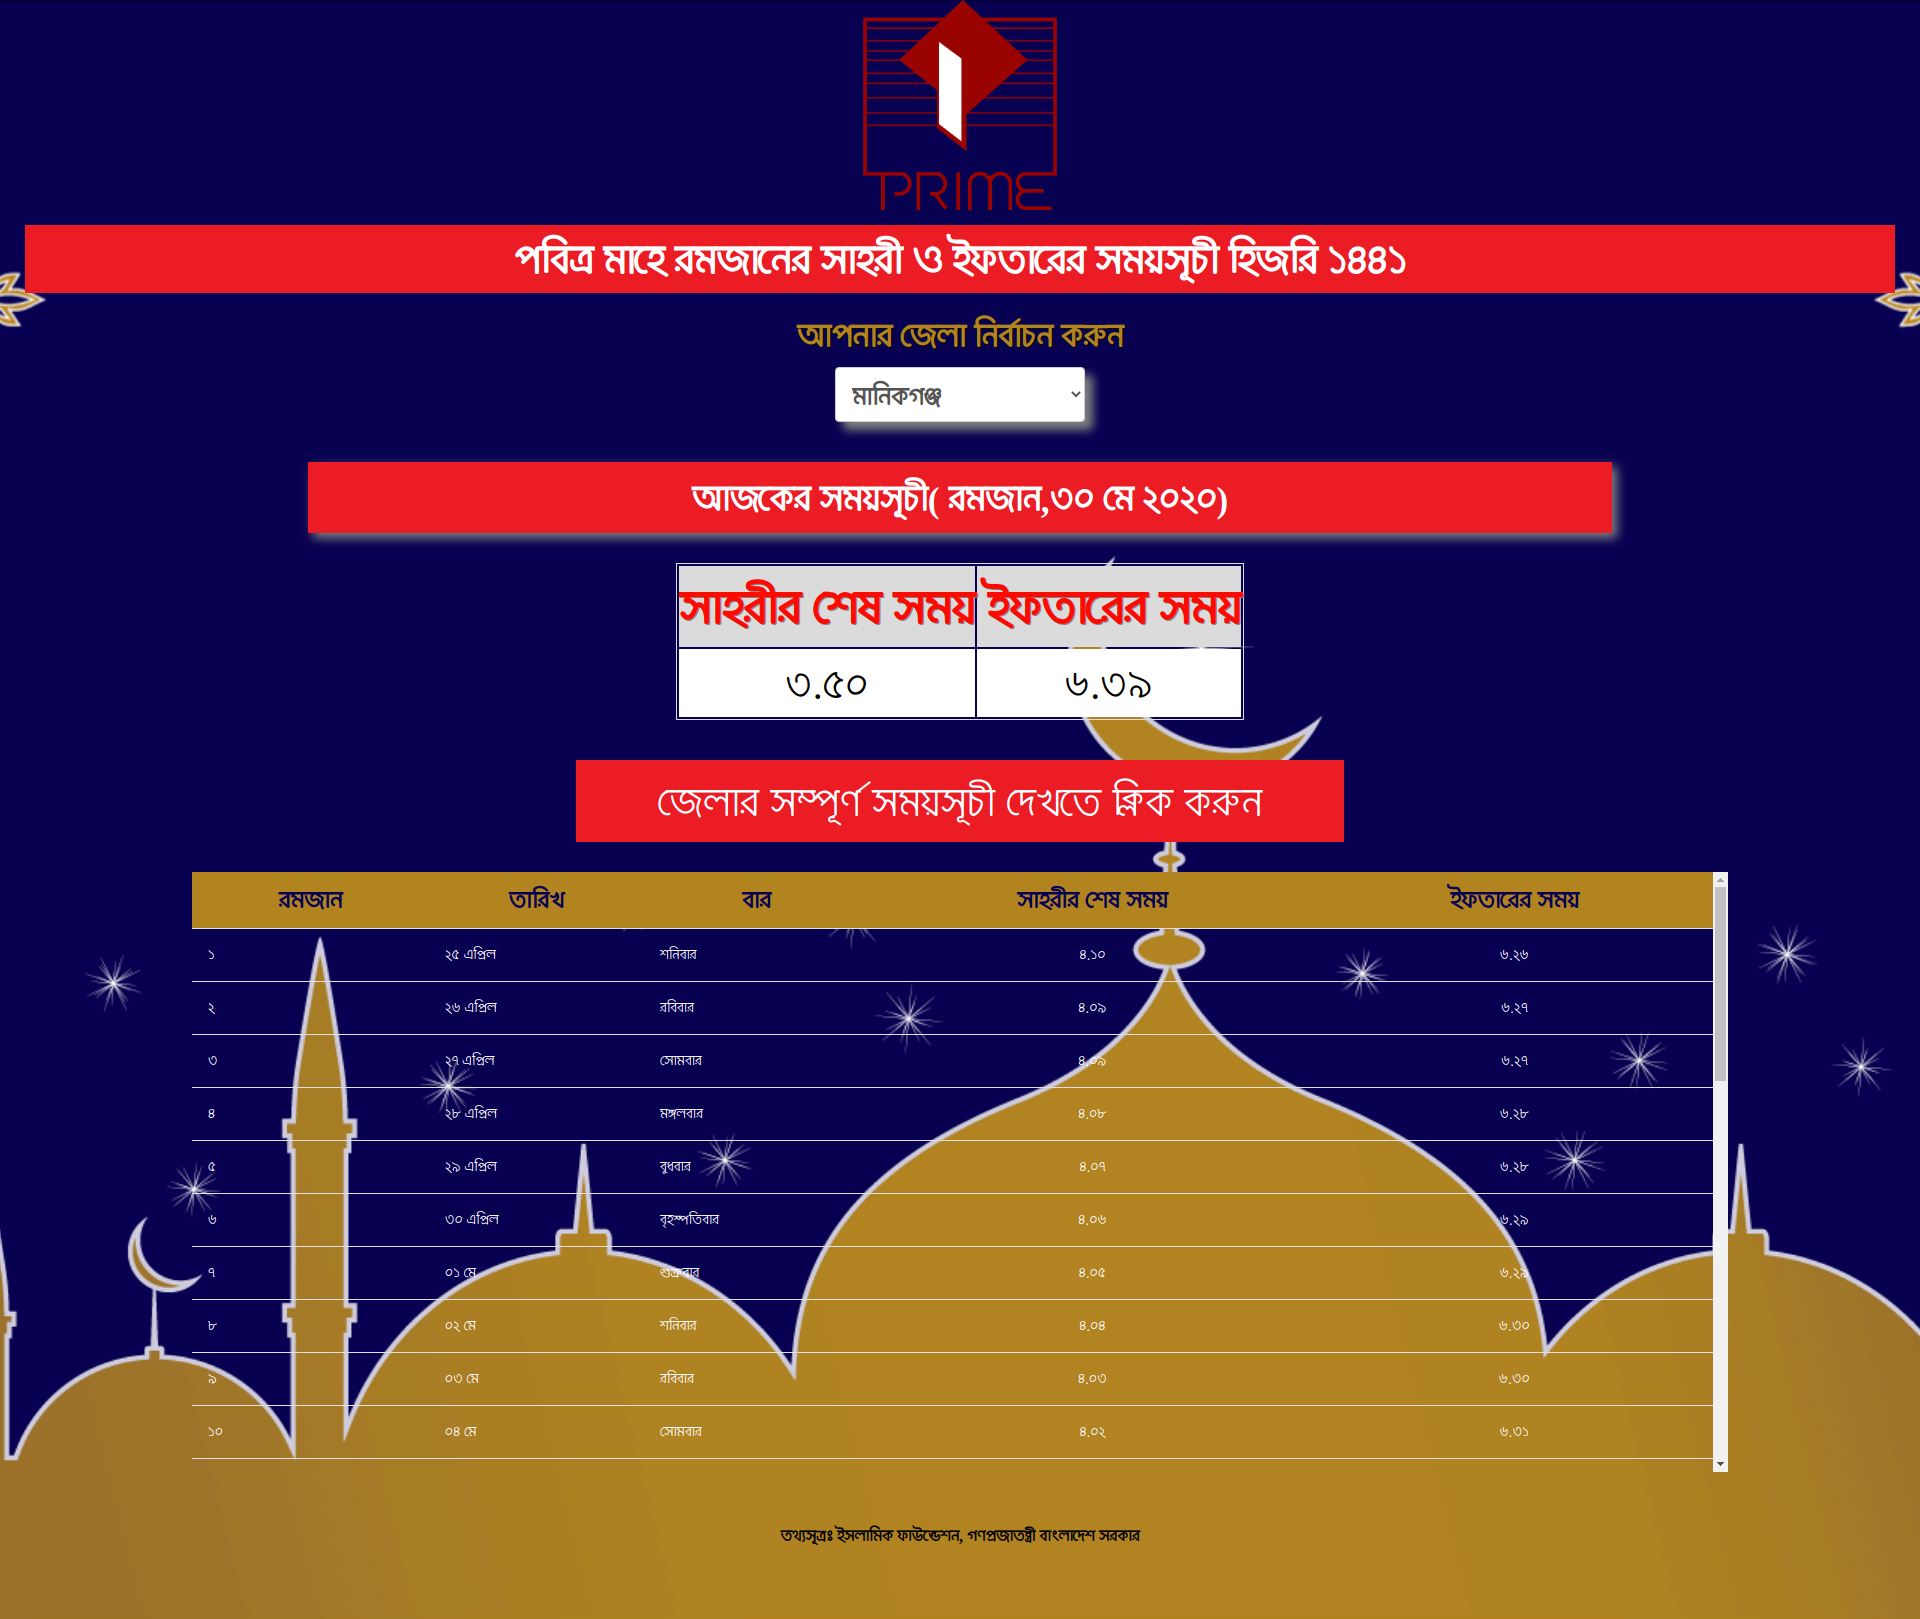 PRIME
পবিত্র মাহে রমজানের সাহরী ও ইফতারের সময়সূচী হিজরি ১৪৪১
আপনার জেলা নির্বাচন করুন
মানিকগঞ্জ
আজকের সময়সূচী( রমজান,৩০ মে ২০২০)
সাহরীর শেষ সময় ইফতারের সময়
৩.৫০ ৬.৩৯
জেলার সম্পূর্ণ সময়সূচী দেখতে ক্লিক করুন
রমজান তারিখ বার সাহরীর শেষ সময় ইফতারের সময়
১ ২৫ এপ্রিল শনিবার ৪.১০ ৬.২৬
২ ২৬ এপ্রিল রবিবার ৪.০৯ ৬.২৭
৩ ২৭ এপ্রিল সোমবার ৪.০৯ ৬.২৭
৪ ২৮ এপ্রিল মঙ্গলবার ৪.০৮ ৬.২৮
৫ ২৯ এপ্রিল বুধবার ৪.০৭ ৬.২৮
৬ ৩০ এপ্রিল বৃহস্পতিবার ৪.০৬ ৬.২৯
৭ ০১ মে শুক্রবার ৪.০৫ ৬.২৯
৮ ০২ মে শনিবার ৪.০৪ ৬.৩০
৯ ০৩ মে রবিবার ৪.০৩ ৬.৩০
১০ ০৪ মে সোমবার ৪.০২ ৬.৩১
তথ্যসূত্রঃ ইসলামিক ফাউন্ডেশন, গণপ্রজাতন্ত্রী বাংলাদেশ সরকার